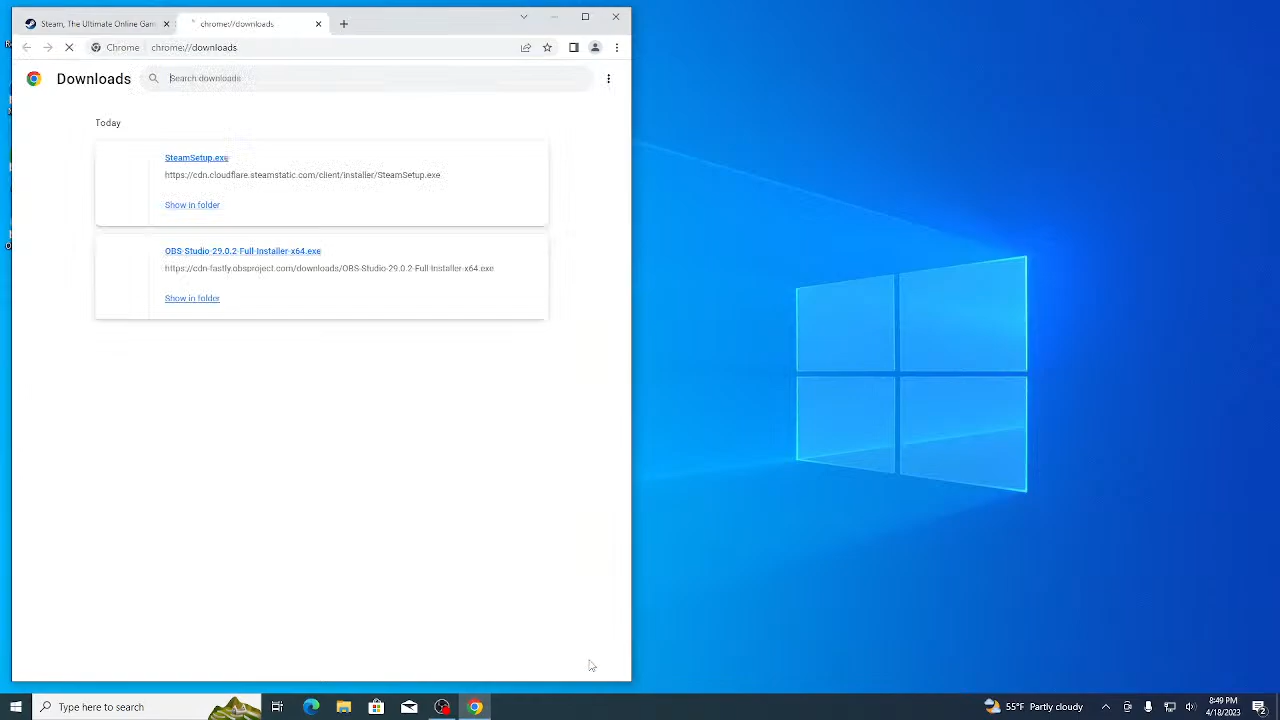 Steam, The Ultimate Online Gam
chrome://downloads
Chrome
chrome://downloads
Downloads
Search downloads
Today
SteamSetup.exe
https://cdn.cloudflare.steamstatic.com/client/installer/SteamSetup.exe
Show in folder
OBS-Studio-29.0.2-Full-Installer-x64.exe
https://cdn-fastly.obsproject.com/downloads/OBS-Studio-29.0.2-Full-Installer-x64.exe
Show in folder
Type here to search
55°F Partly cloudy
8:49 PM
4/18/2023
2